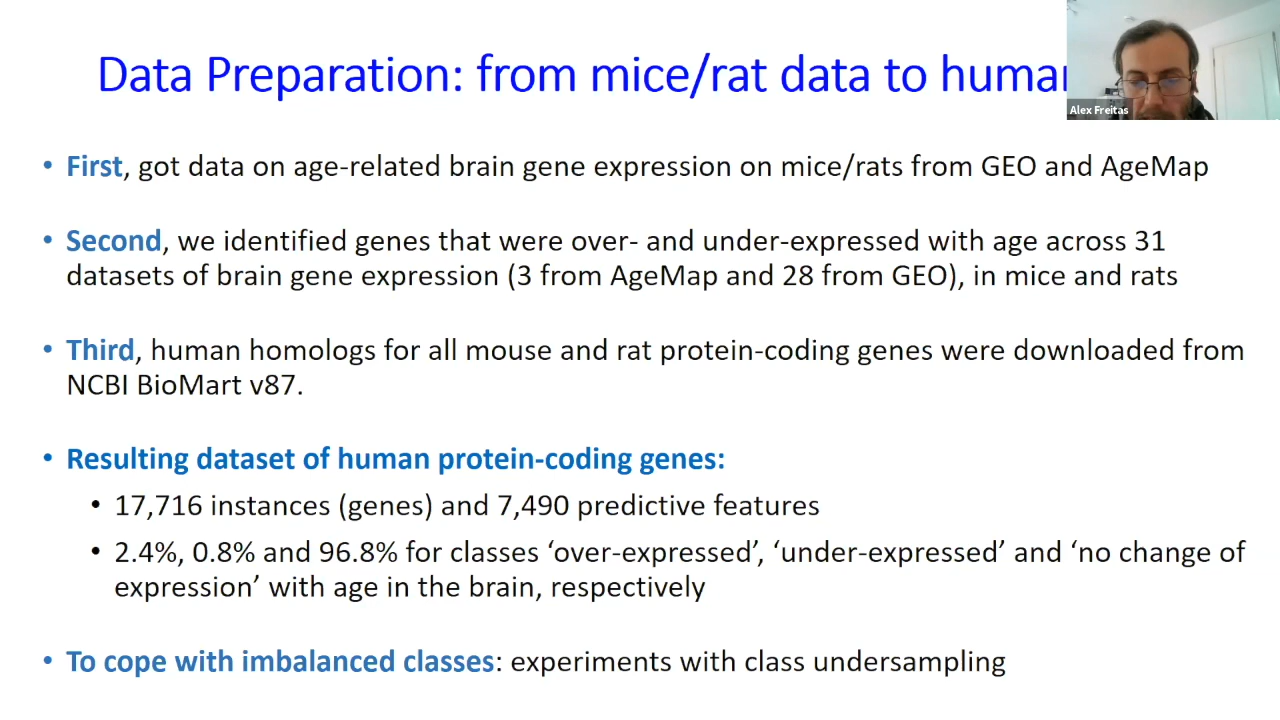 Data Preparation: from mice/rat data to human
Alex Freitas
• First, got data on age-related brain gene expression on mice/rats from GEO and AgeMap
• Second, we identified genes that were over- and under-expressed with age across 31
datasets of brain gene expression (3 from AgeMap and 28 from GEO), in mice and rats
• Third, human homologs for all mouse and rat protein-coding genes were downloaded from
NCBI BioMart v87.
• Resulting dataset of human protein-coding genes:
• 17,716 instances (genes) and 7,490 predictive features
• 2.4%, 0.8% and 96.8% for classes ‘over-expressed’, ‘under-expressed’ and ‘no change of
expression’ with age in the brain, respectively
• To cope with imbalanced classes: experiments with class undersampling